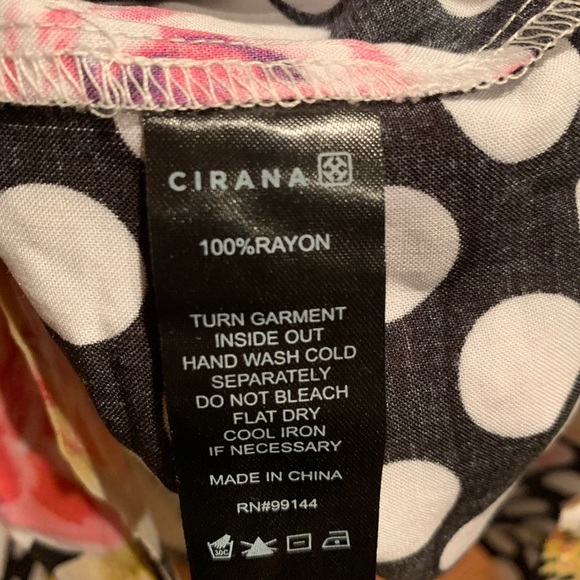 CIRANA
100%RAYON
TURN GARMENT
INSIDE OUT
HAND WASH COLD
SEPARATELY
DO NOT BLEACH
FLAT DRY
COOL IRON
IF NECESSARY
MADE IN CHINA
RN#99144
30C